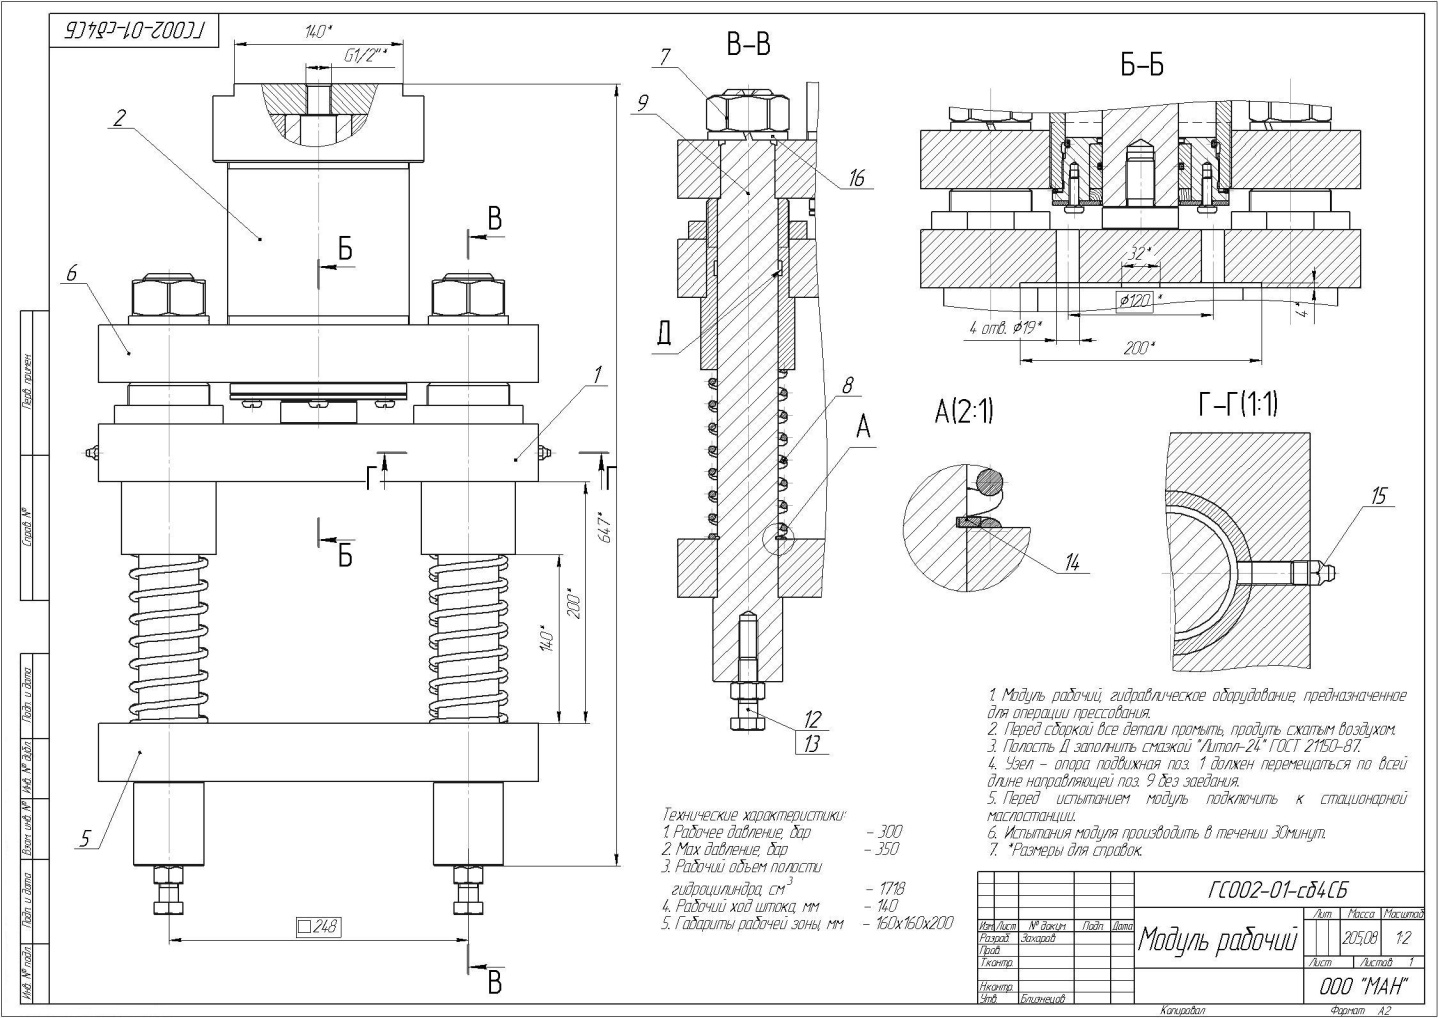 ГС002-01-сб4СБ
140*
G1/2"*
2
6
Б
В
1
Г
Г
Б
647*
200*
140*
5
248
В
В-В
7
9
16
Д
8
А
12
13
Б-Б
32*
φ120 *
4 отв. φ19*
200*
4*
А(2:1)
14
Г-Г(1:1)
15
1. Модуль рабочий, гидравлическое оборудование, предназначенное
для операции прессования.
2. Перед сборкой все детали промыть, продуть сжатым воздухом.
3. Полость Д заполнить смазкой "Литол-24" ГОСТ 21150-87.
4. Узел – опора подвижная поз. 1 должен перемещаться по всей
длине направляющей поз. 9 без заедания.
5. Перед испытанием модуль подключить к стационарной
маслостанции.
6. Испытания модуля производить в течении 30минут.
7. *Размеры для справок.
Технические характеристики:
1. Рабочее давление, бар – 300
2. Мах давление, бар – 350
3. Рабочий объем полости
гидроцилиндра, см³ – 1718
4. Рабочий ход штока, мм – 140
5. Габариты рабочей зоны, мм – 160х160х200
Перв. примен.
Справ. №
Подп. и дата
Инв. № дубл.
Взам. инв. №
Подп. и дата
Инв. № подл.
ГС002-01-сб4СБ
Модуль рабочий
Изм. Лист № докум. Подп. Дата
Разраб. Захаров
Пров.
Т.контр.
Н.контр.
Утв. Близнецов
Лит. Масса Масштаб
205,08 1:2
Лист Листов 1
ООО "МАН"
Копировал Формат А2